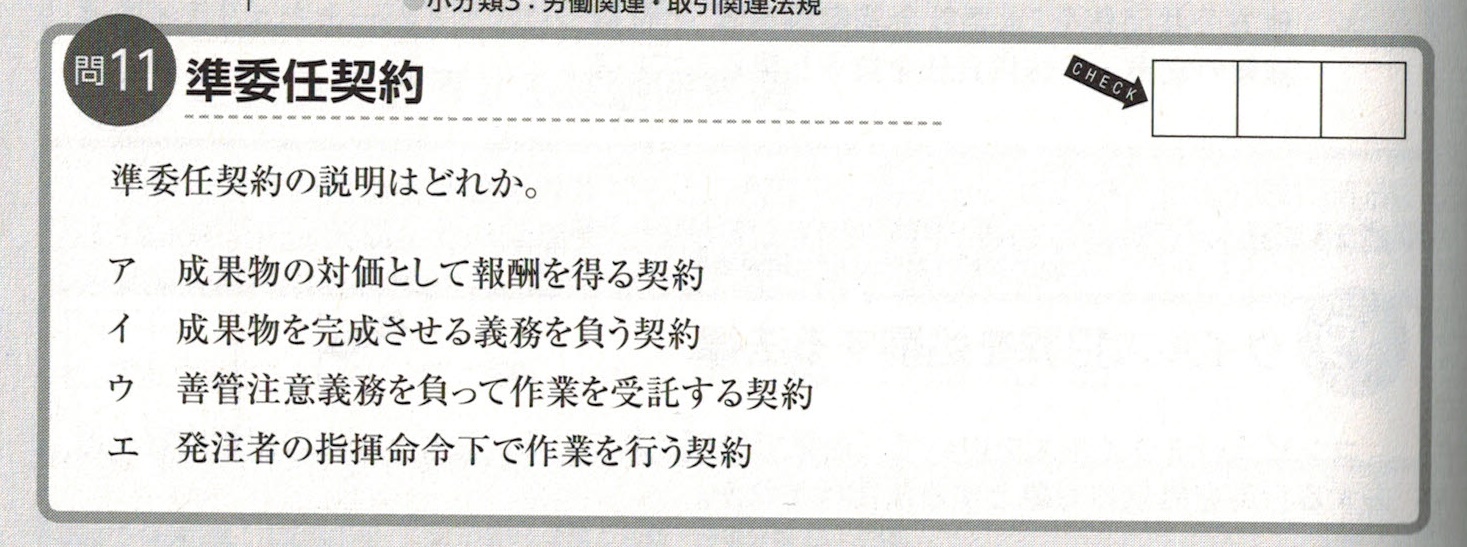 ●小分類3：労働関連・取引関連法規
問11 準委任契約
CHECK
準委任契約の説明はどれか。
ア 成果物の対価として報酬を得る契約
イ 成果物を完成させる義務を負う契約
ウ 善管注意義務を負って作業を受託する契約
エ 発注者の指揮命令下で作業を行う契約